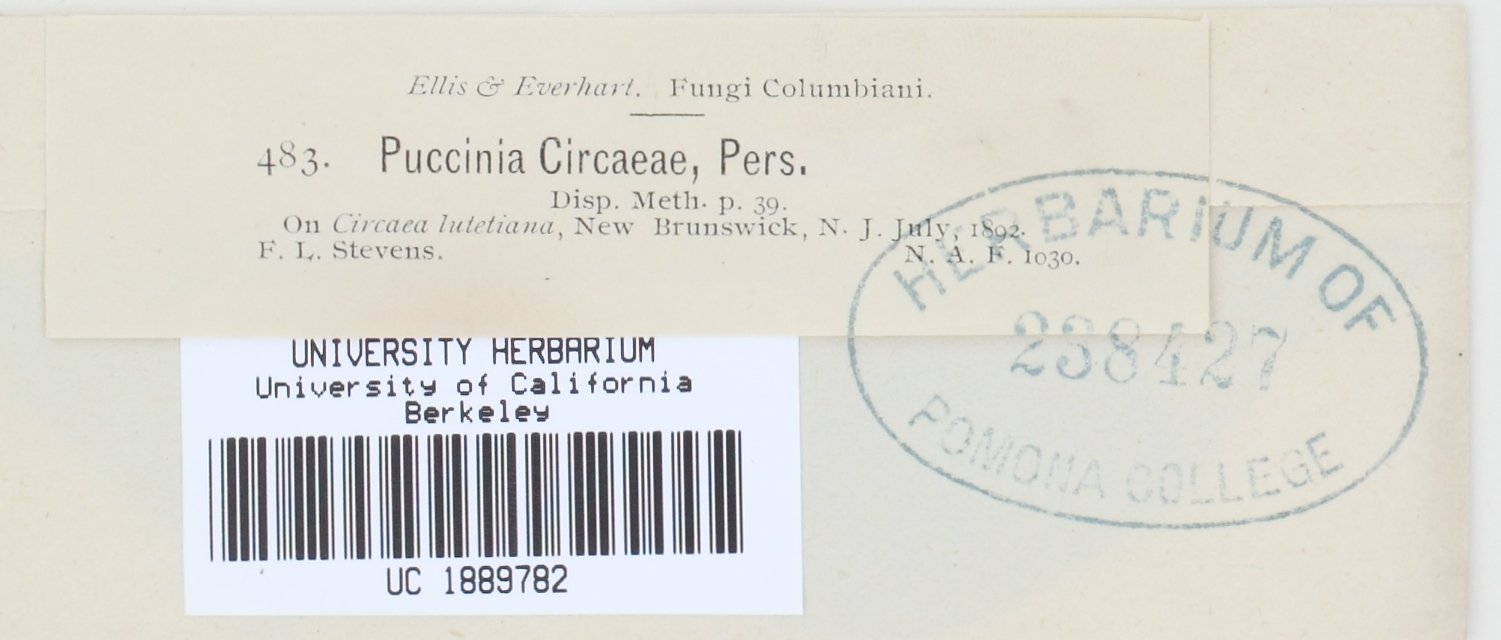 Ellis & Everhart. Fungi Columbiani.
483. Puccinia Circaeae, Pers.
Disp. Meth. p. 39.
On Circaea lutetiana, New Brunswick, N. J. July, 1892.
F. L. Stevens. N. A. F. 1030.
HERBARIUM OF
238427
POMONA COLLEGE
UNIVERSITY HERBARIUM
University of California
Berkeley
UC 1889782